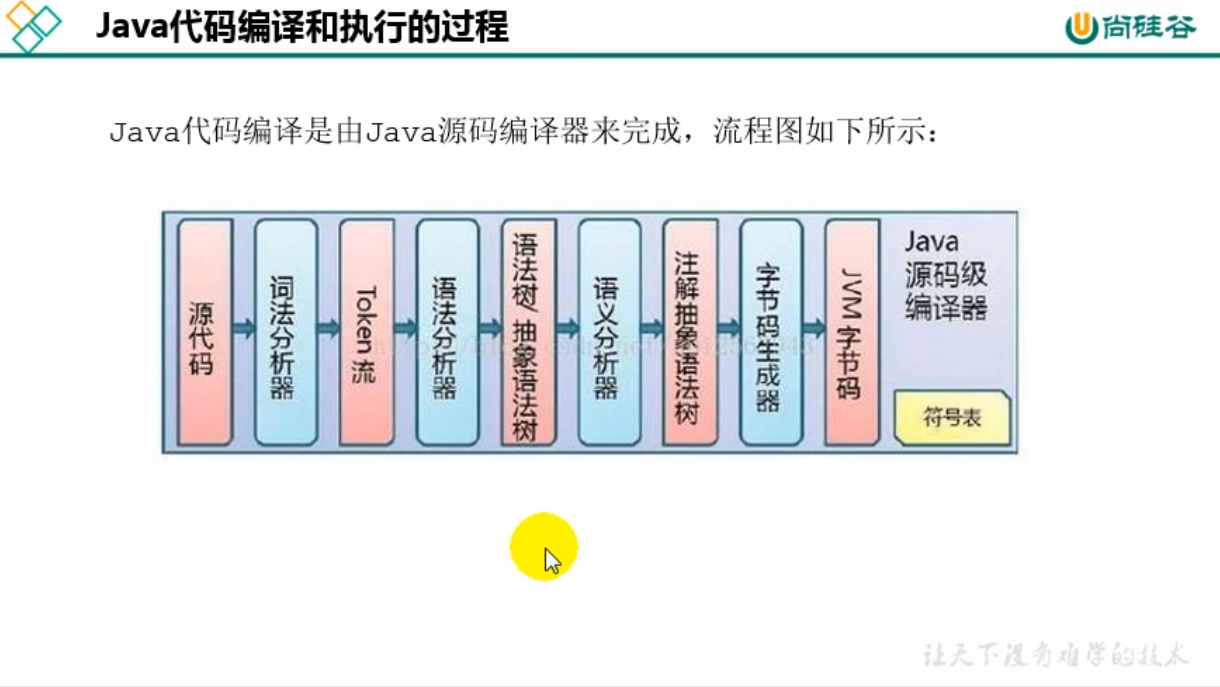 Java代码编译和执行的过程
尚硅谷
Java代码编译是由Java源码编译器来完成，流程图如下所示：
源代码
词法分析器
Token流
语法分析器
语法树/抽象语法树
语义分析器
注解抽象语法树
字节码生成器
JVM字节码
Java
源码级
编译器
符号表
让天下没有难学的技术